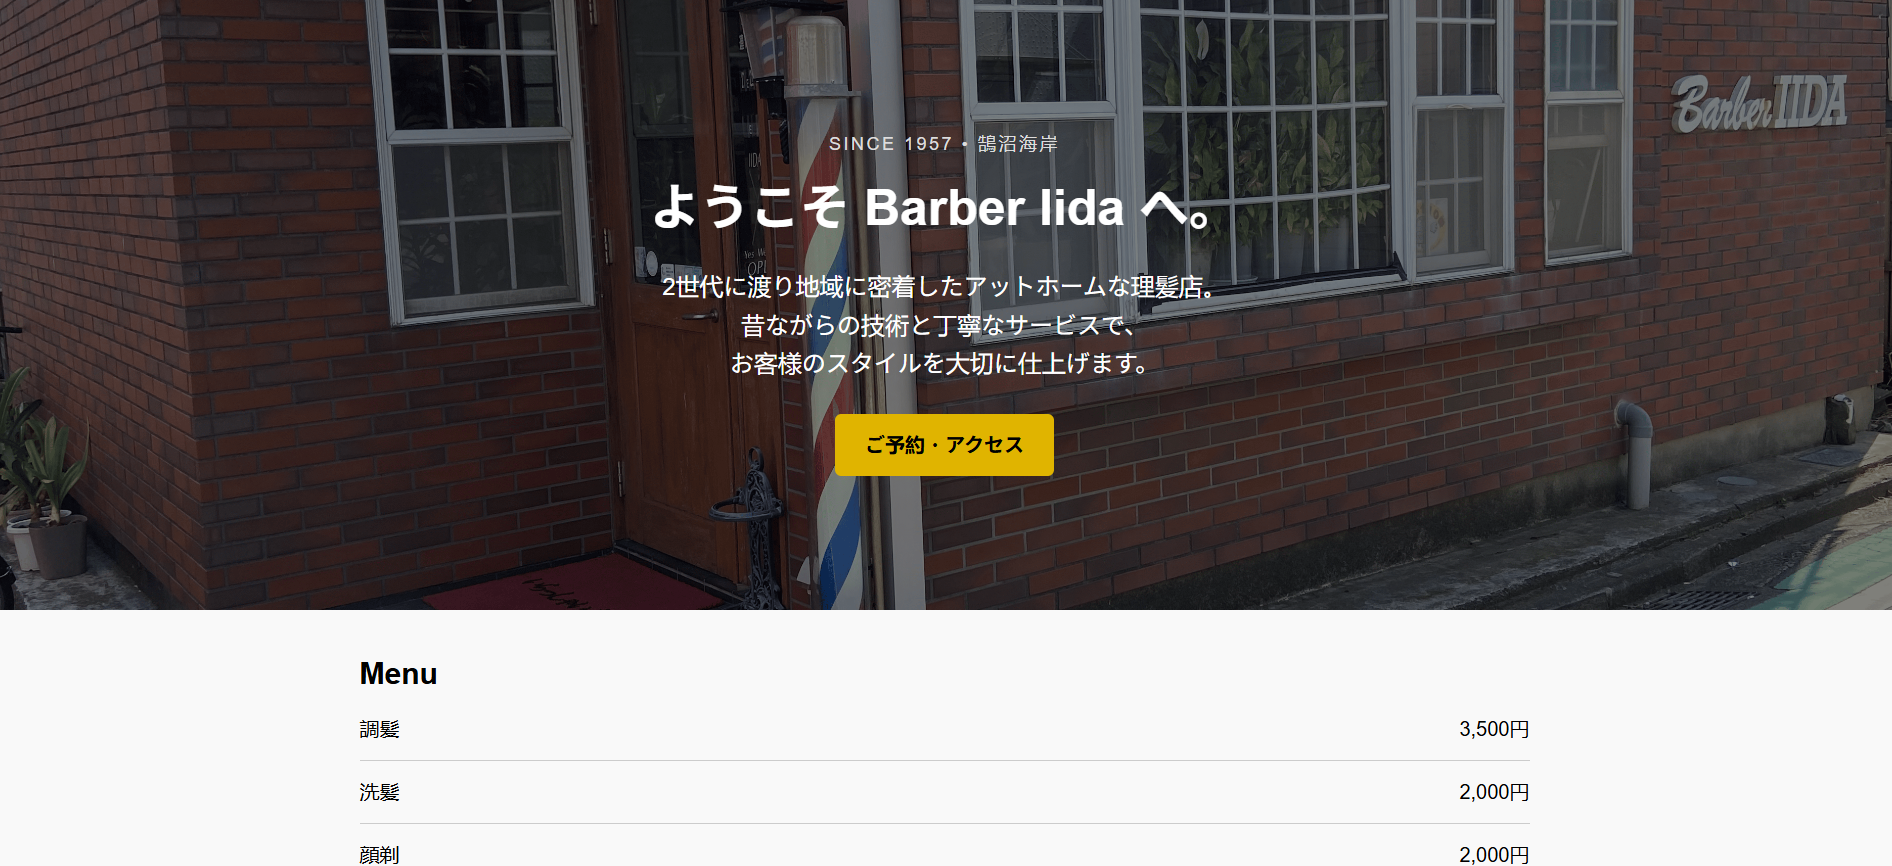 Barber IIDA
SINCE 1957 • 鵠沼海岸
ようこそ Barber Iida へ。
2世代に渡り地域に密着したアットホームな理髪店。
昔ながらの技術と丁寧なサービスで、
お客様のスタイルを大切に仕上げます。
ご予約・アクセス
Menu
調髪 3,500円
洗髪 2,000円
顔剃 2,000円